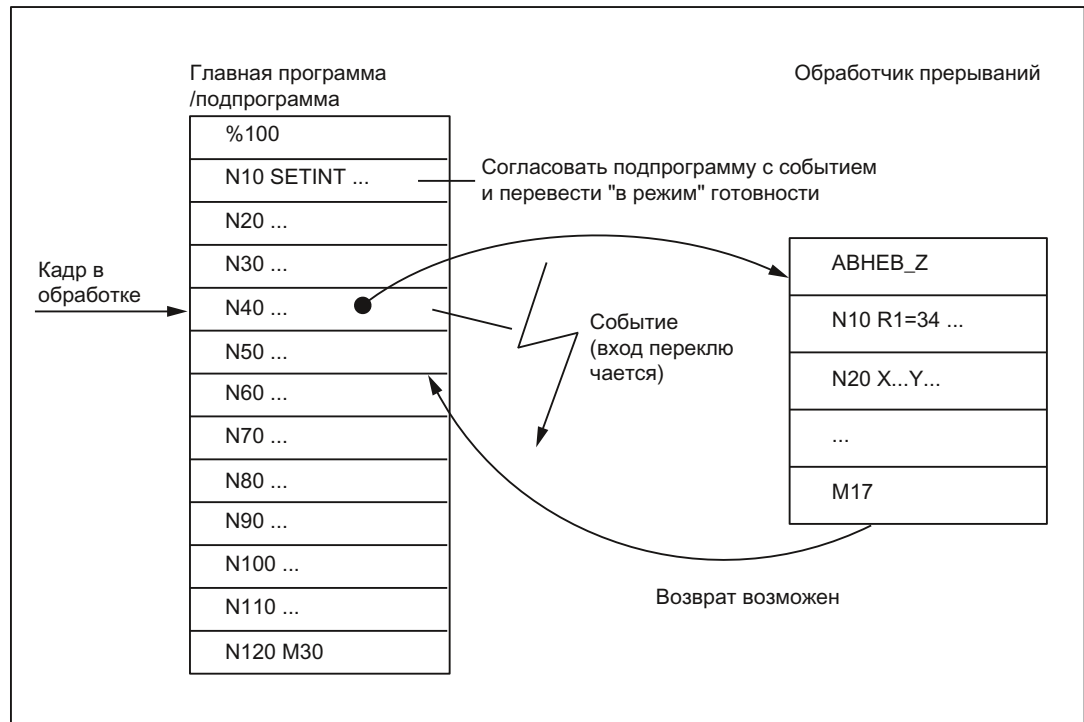 Главная программа
/подпрограмма
Обработчик прерываний
%100
N10 SETINT ...
Согласовать подпрограмму с событием
и перевести "в режим" готовности
N20 ...
N30 ...
Кадр в
обработке
N40 ...
N50 ...
N60 ...
N70 ...
N80 ...
N90 ...
N100 ...
N110 ...
N120 M30
Событие
(вход переклю
чается)
ABHEB_Z
N10 R1=34 ...
N20 X...Y...
...
M17
Возврат возможен